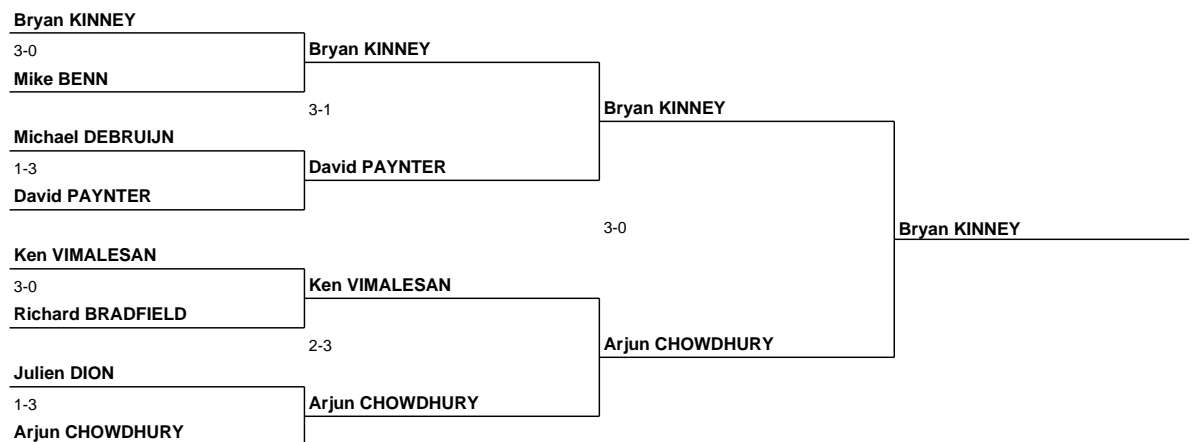 Bryan KINNEY
3-0
Mike BENN
Bryan KINNEY
3-1
Michael DEBRUIJN
1-3
David PAYNTER
David PAYNTER
Bryan KINNEY
3-0
Bryan KINNEY
Ken VIMALESAN
3-0
Richard BRADFIELD
Ken VIMALESAN
2-3
Julien DION
1-3
Arjun CHOWDHURY
Arjun CHOWDHURY
Arjun CHOWDHURY